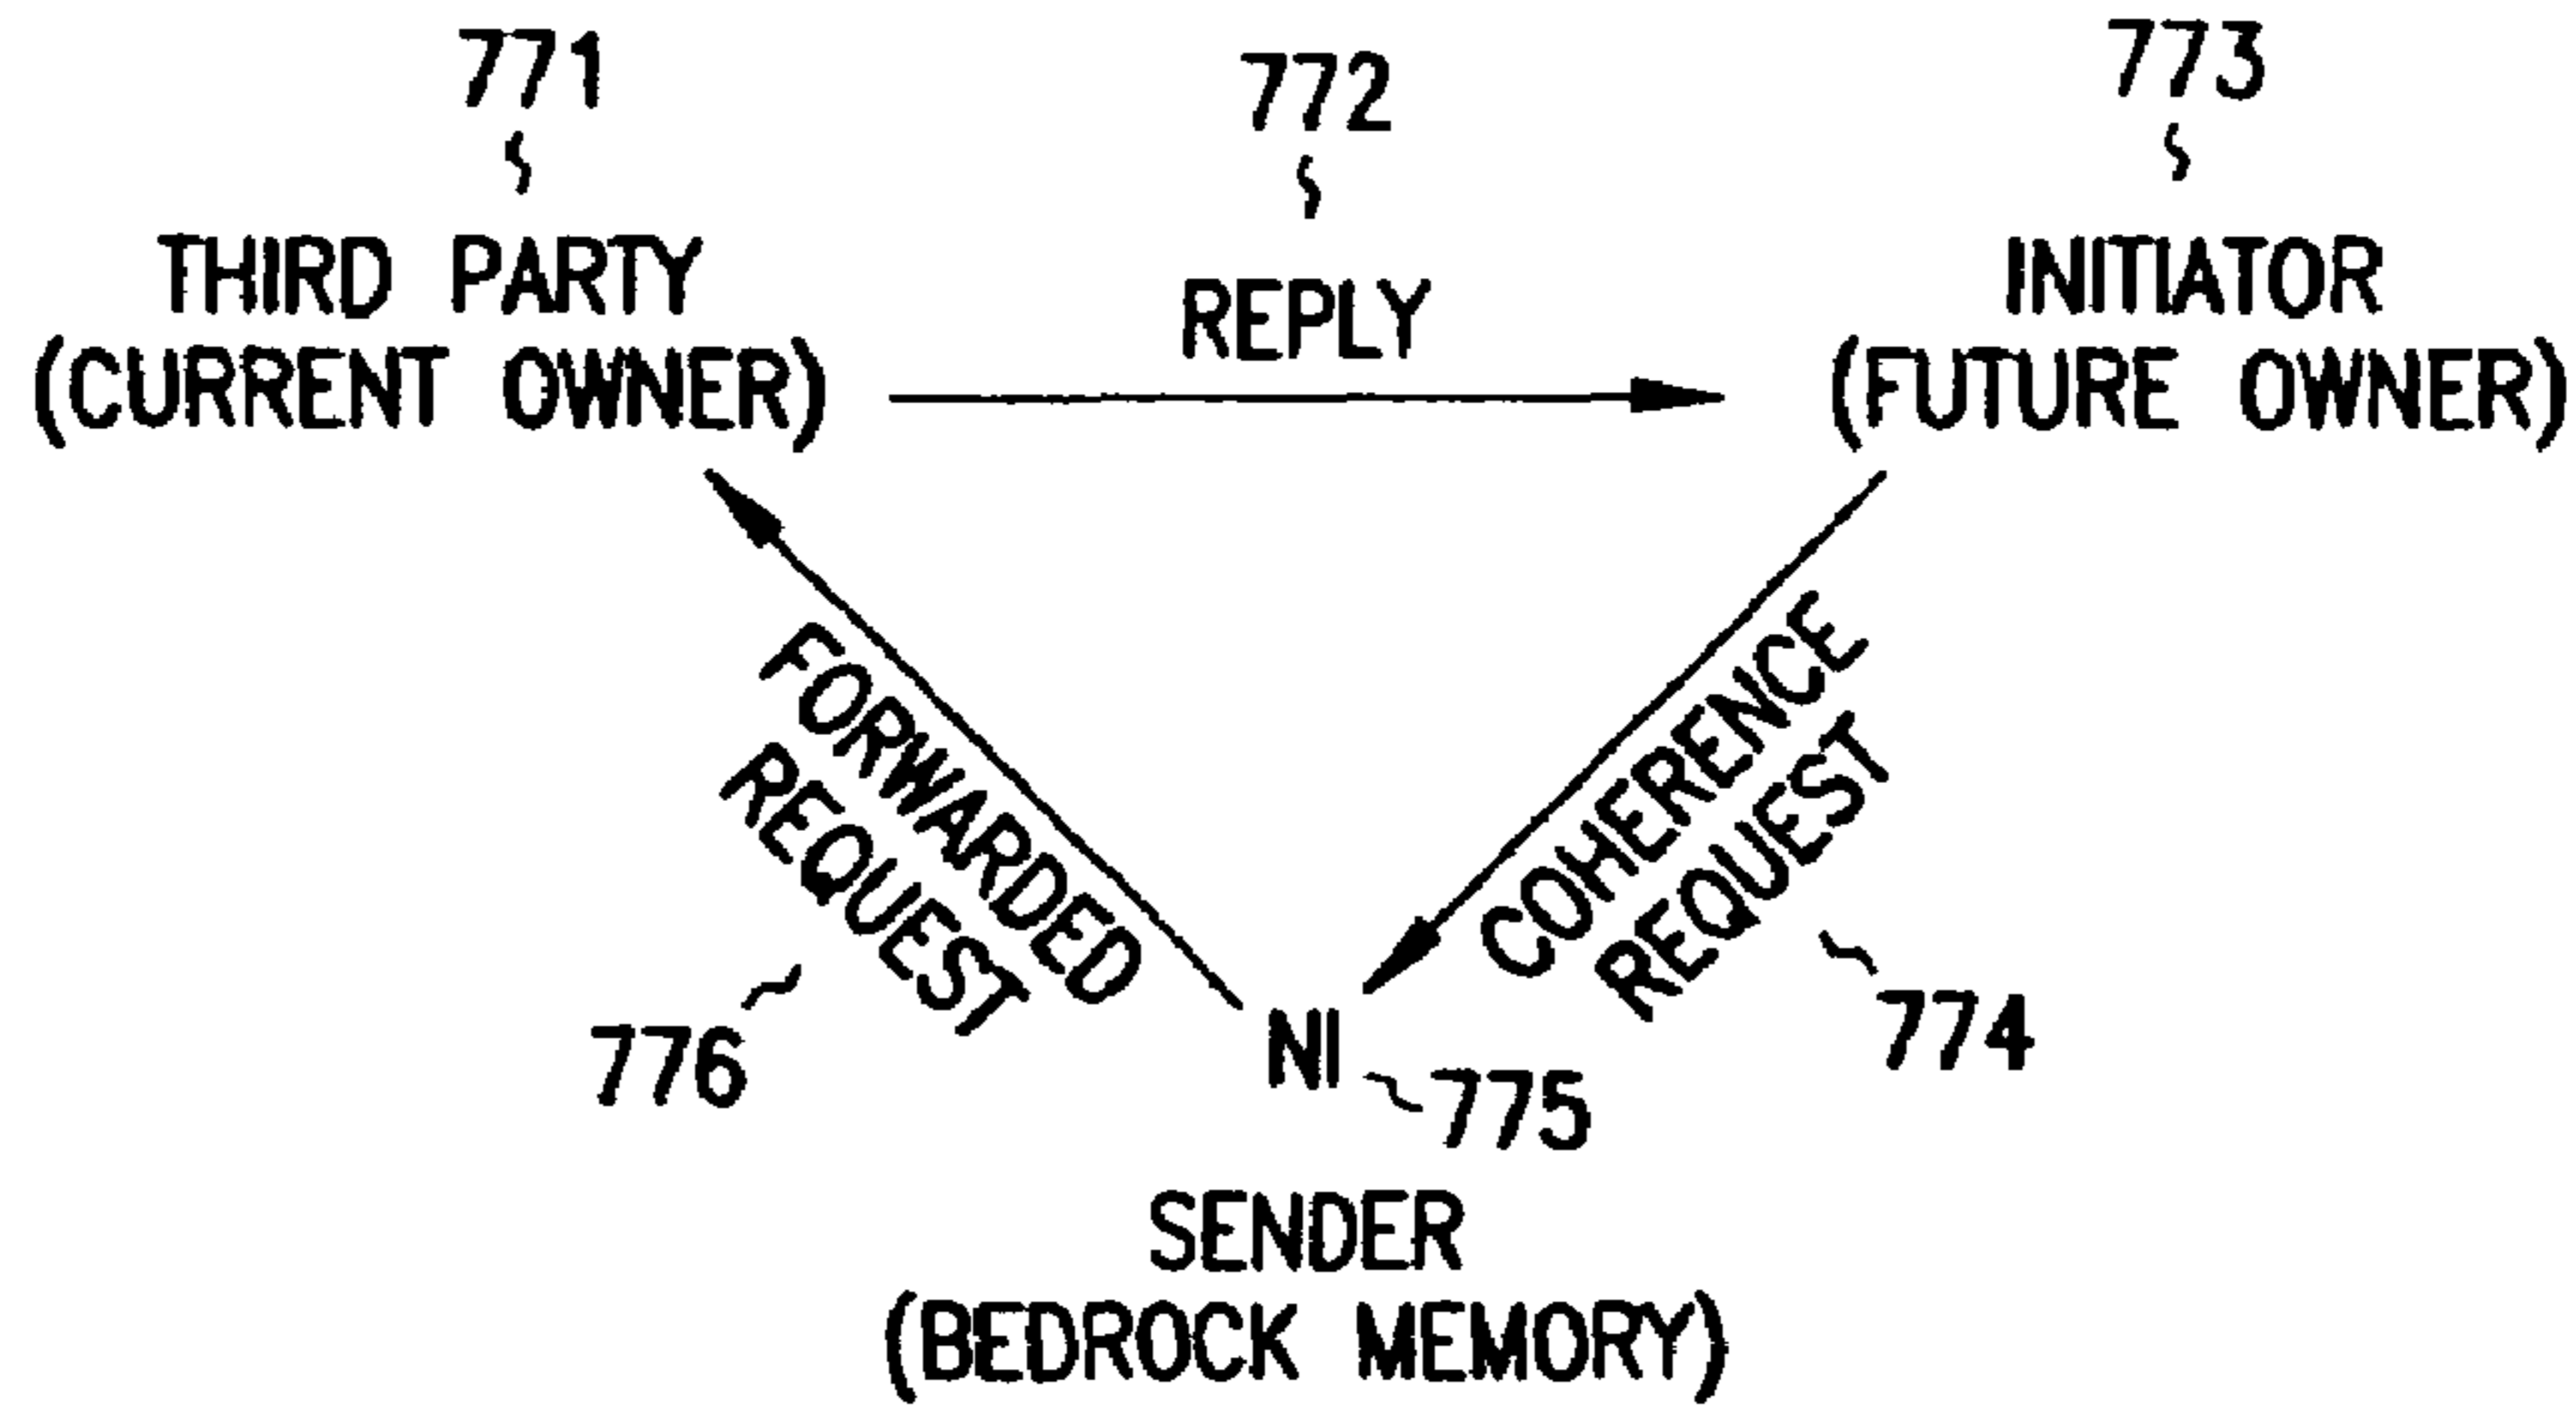 771
772
773
THIRD PARTY
(CURRENT OWNER)
REPLY
INITIATOR
(FUTURE OWNER)
FORWARDED
REQUEST
COHERENCE
REQUEST
776
NI
775
774
SENDER
(BEDROCK MEMORY)